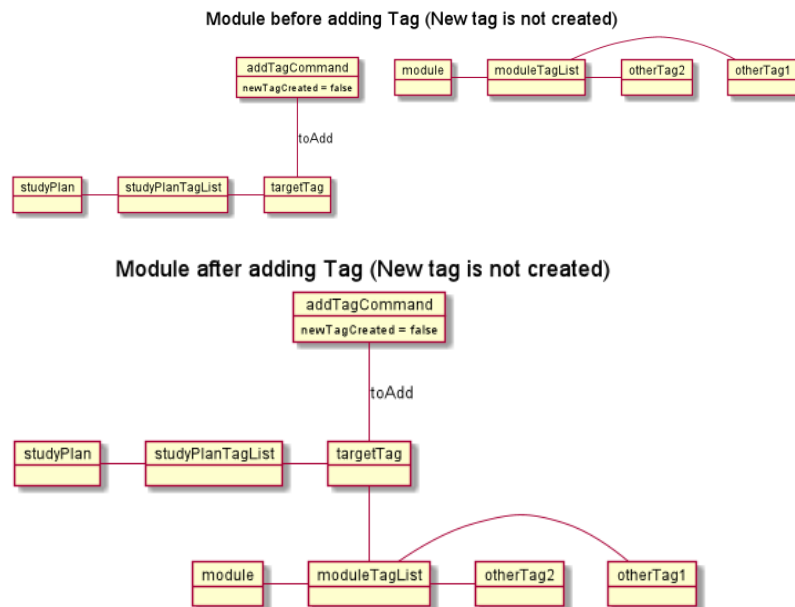 Module before adding Tag (New tag is not created)
addTagCommand
newTagCreated = false
module
moduleTagList
otherTag2
otherTag1
toAdd
studyPlan
studyPlanTagList
targetTag
Module after adding Tag (New tag is not created)
addTagCommand
newTagCreated = false
toAdd
studyPlan
studyPlanTagList
targetTag
module
moduleTagList
otherTag2
otherTag1